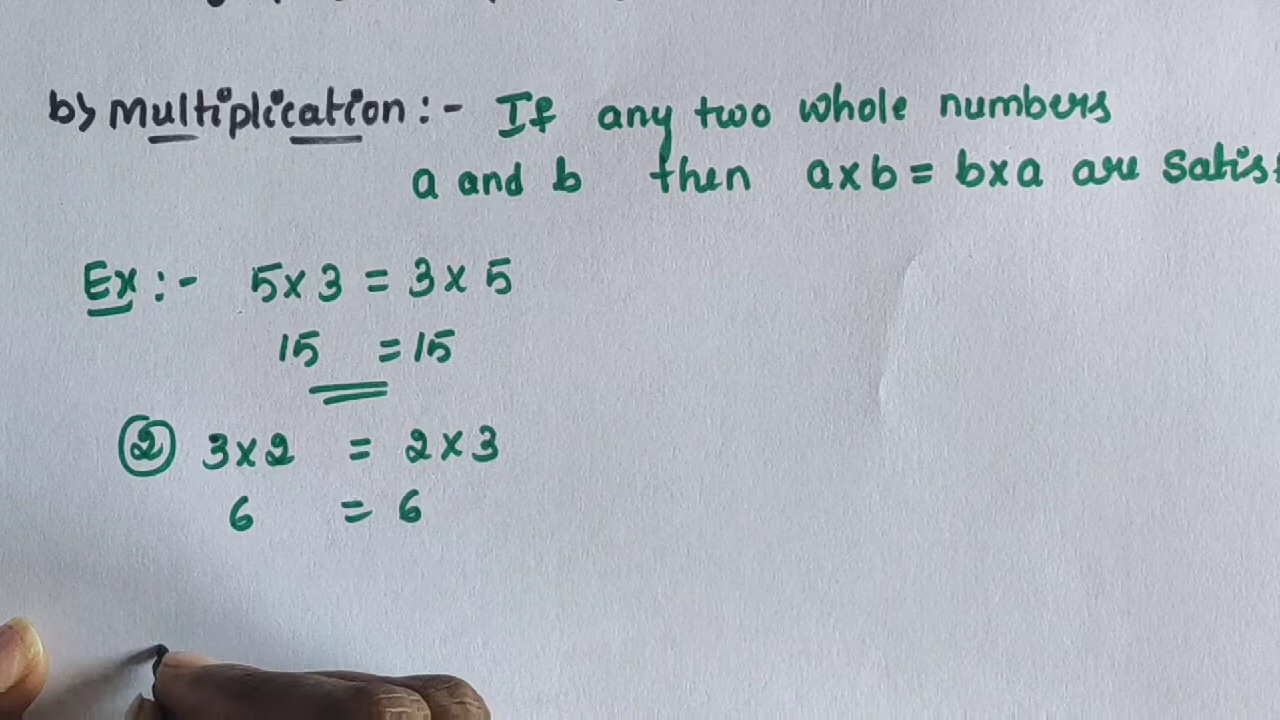 b) Multiplication :- If any two whole numbers
a and b then a x b = b x a are Satis
Ex :- 5 x 3 = 3 x 5
15 = 15
② 3 x 2 = 2 x 3
6 = 6